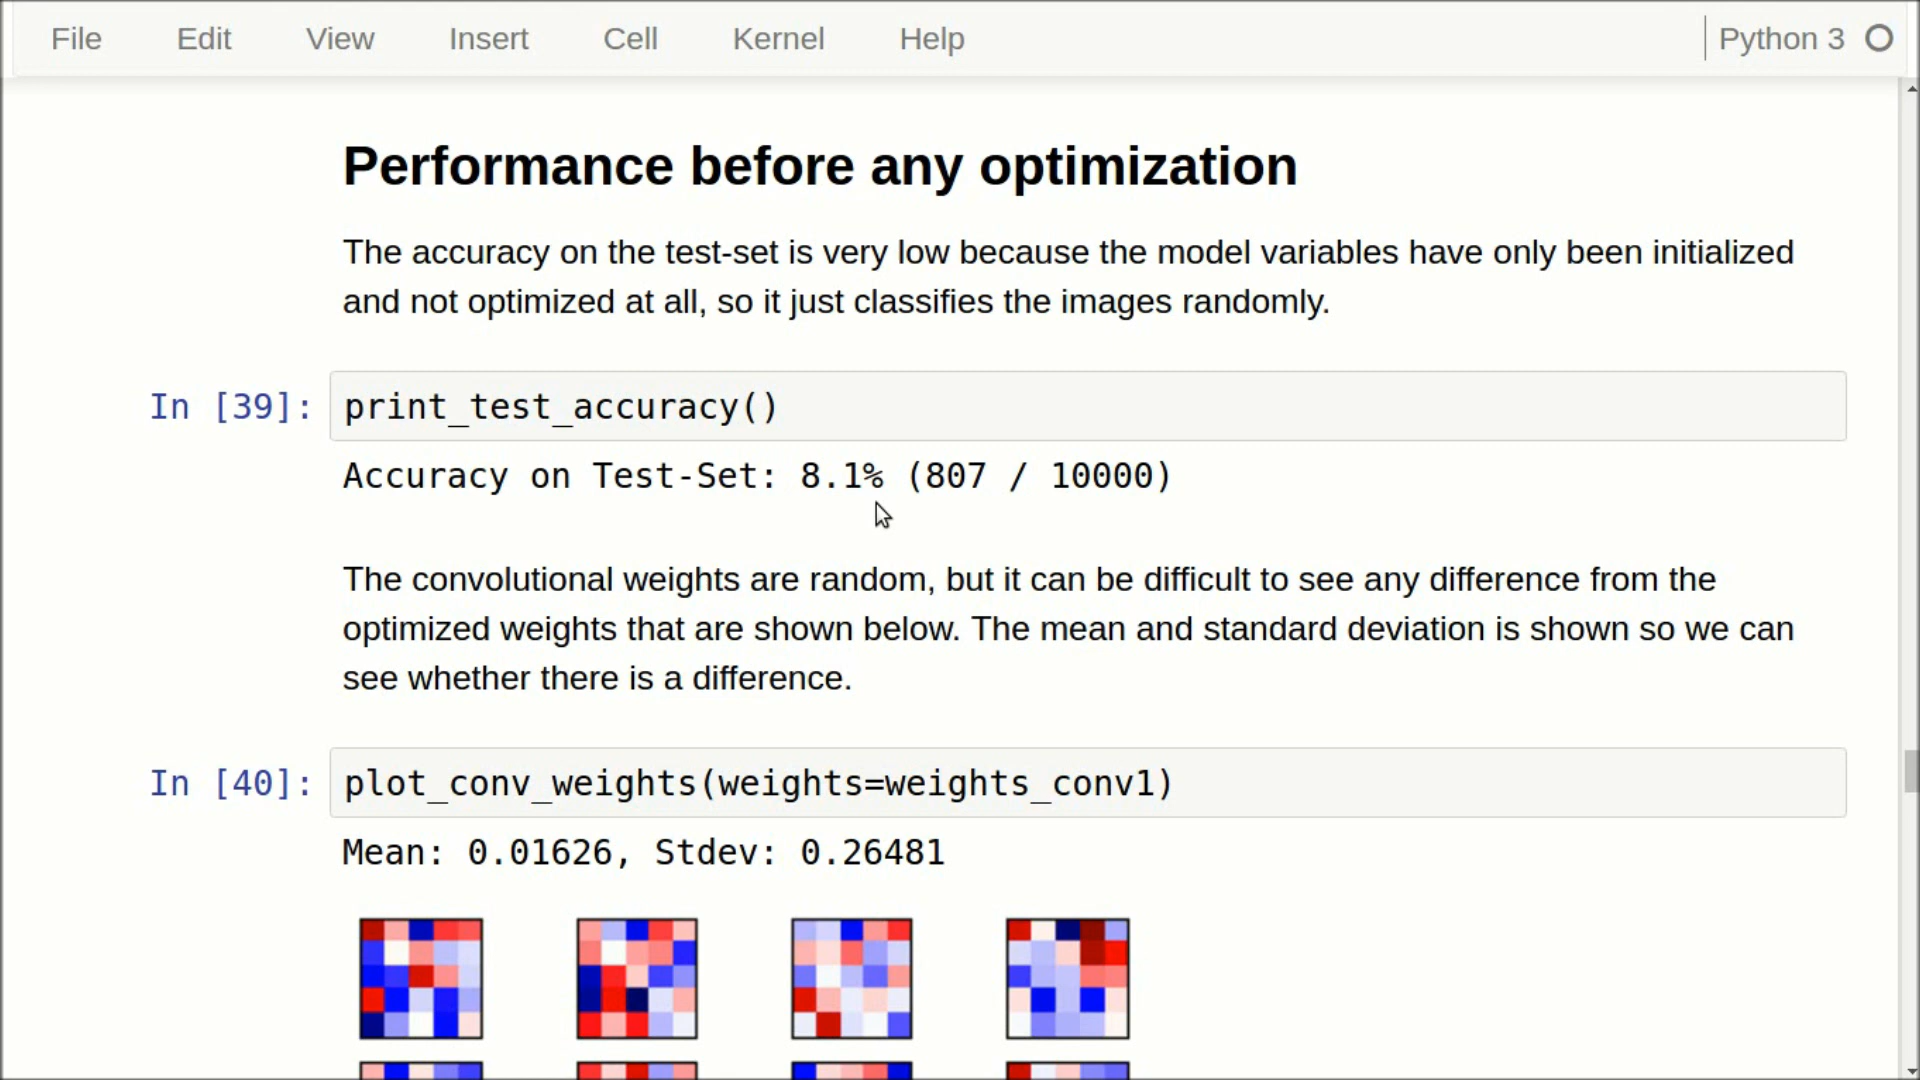 File Edit View Insert Cell Kernel Help Python 3
Performance before any optimization
The accuracy on the test-set is very low because the model variables have only been initialized
and not optimized at all, so it just classifies the images randomly.
In [39]: print_test_accuracy()
Accuracy on Test-Set: 8.1% (807 / 10000)
The convolutional weights are random, but it can be difficult to see any difference from the
optimized weights that are shown below. The mean and standard deviation is shown so we can
see whether there is a difference.
In [40]: plot_conv_weights(weights=weights_conv1)
Mean: 0.01626, Stdev: 0.26481